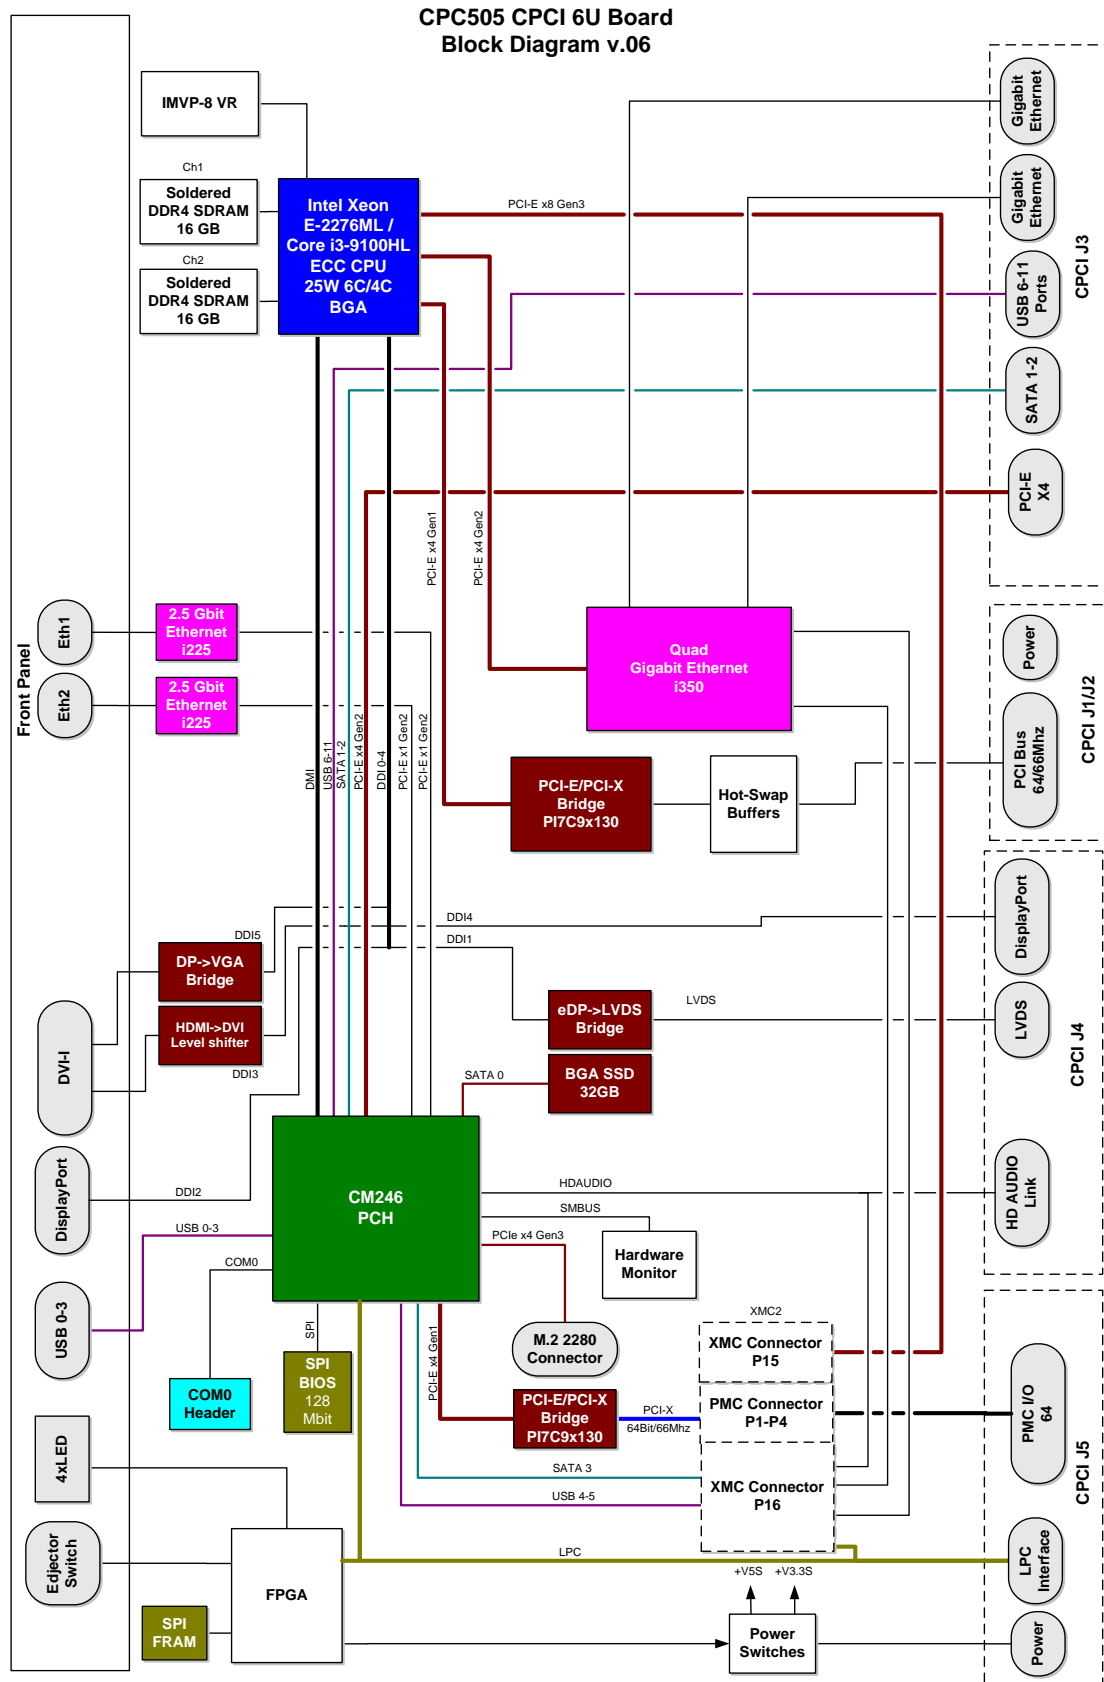 CPC505 CPCI 6U Board
Block Diagram v.06
IMVP-8 VR
Ch1
Soldered
DDR4 SDRAM
16 GB
Ch2
Soldered
DDR4 SDRAM
16 GB
Intel Xeon
E-2276ML /
Core i3-9100HL
ECC CPU
25W 6C/4C
BGA
PCI-E x8 Gen3
Gigabit
Ethernet
Gigabit
Ethernet
USB 6-11
Ports
SATA 1-2
PCI-E
X4
CPCI J3
PCI-E x4 Gen1
PCI-E x4 Gen2
Front Panel
Eth1
2.5 Gbit
Ethernet
i225
Eth2
2.5 Gbit
Ethernet
i225
Quad
Gigabit Ethernet
i350
Power
PCI Bus
64/66Mhz
CPCI J1/J2
DMI
USB 6-11
SATA 1-2
PCI-E x4 Gen2
DDI 0-4
PCI-E x1 Gen2
PCI-E x1 Gen2
PCI-E/PCI-X
Bridge
PI7C9x130
Hot-Swap
Buffers
DDI4
DDI1
DDI5
DP->VGA
Bridge
HDMI->DVI
Level shifter
DDI3
DVI-I
eDP->LVDS
Bridge
LVDS
BGA SSD
32GB
SATA 0
DisplayPort
LVDS
HD AUDIO
Link
CPCI J4
DisplayPort
DDI2
USB 0-3
USB 0-3
COM0
CM246
PCH
HDAUDIO
SMBUS
PCIe x4 Gen3
Hardware
Monitor
SPI
PCI-E x4 Gen1
M.2 2280
Connector
XMC2
XMC Connector
P15
PMC Connector
P1-P4
XMC Connector
P16
COM0
Header
SPI
BIOS
128
Mbit
PCI-E/PCI-X
Bridge
PI7C9x130
PCI-X
64Bit/66Mhz
SATA 3
USB 4-5
PMC I/O
64
CPCI J5
4xLED
Edjector
Switch
FPGA
LPC
LPC
Interface
+V5S
+V3.3S
SPI
FRAM
Power
Switches
Power